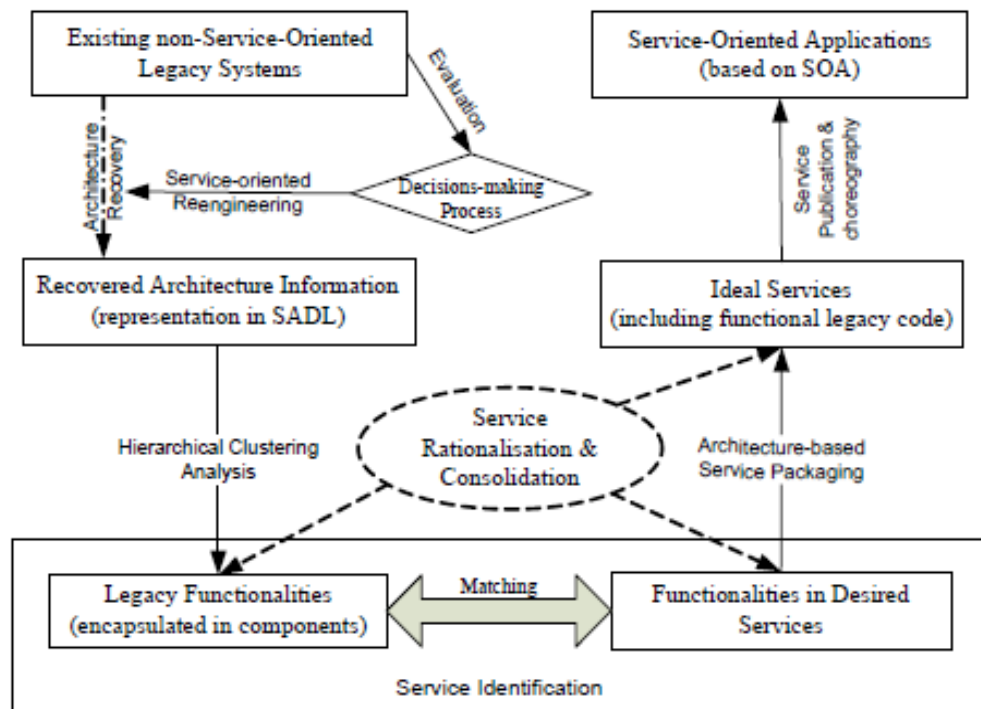 Existing non-Service-Oriented
Legacy Systems
Service-Oriented Applications
(based on SOA)
Evaluation
Architecture
Recovery
Service-oriented
Reengineering
Decisions-making
Process
Service
Publication &
choreography
Recovered Architecture Information
(representation in SADL)
Ideal Services
(including functional legacy code)
Service
Rationalisation &
Consolidation
Hierarchical Clustering
Analysis
Architecture-based
Service Packaging
Legacy Functionalities
(encapsulated in components)
Matching
Functionalities in Desired
Services
Service Identification